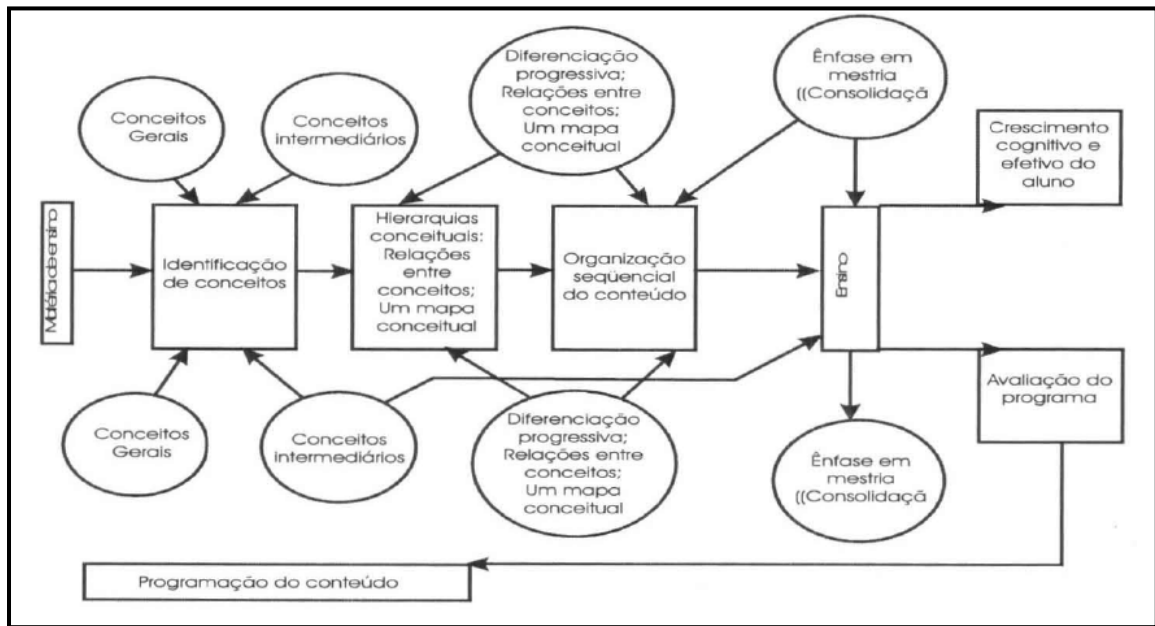 Conceitos
Gerais
Conceitos
intermediários
Diferenciação
progressiva;
Relações entre
conceitos;
Um mapa
conceitual
Ênfase em
mestria
((Consolidaçã
Crescimento
cognitivo e
efetivo do
aluno
Identificação
de conceitos
Hierarquias
conceituais:
Relações
entre
conceitos;
Um mapa
conceitual
Organização
seqüencial
do conteúdo
Ensino
Avaliação do
programa
Conceitos
Gerais
Conceitos
intermediários
Diferenciação
progressiva;
Relações entre
conceitos;
Um mapa
conceitual
Ênfase em
mestria
((Consolidaçã
Programação do conteúdo